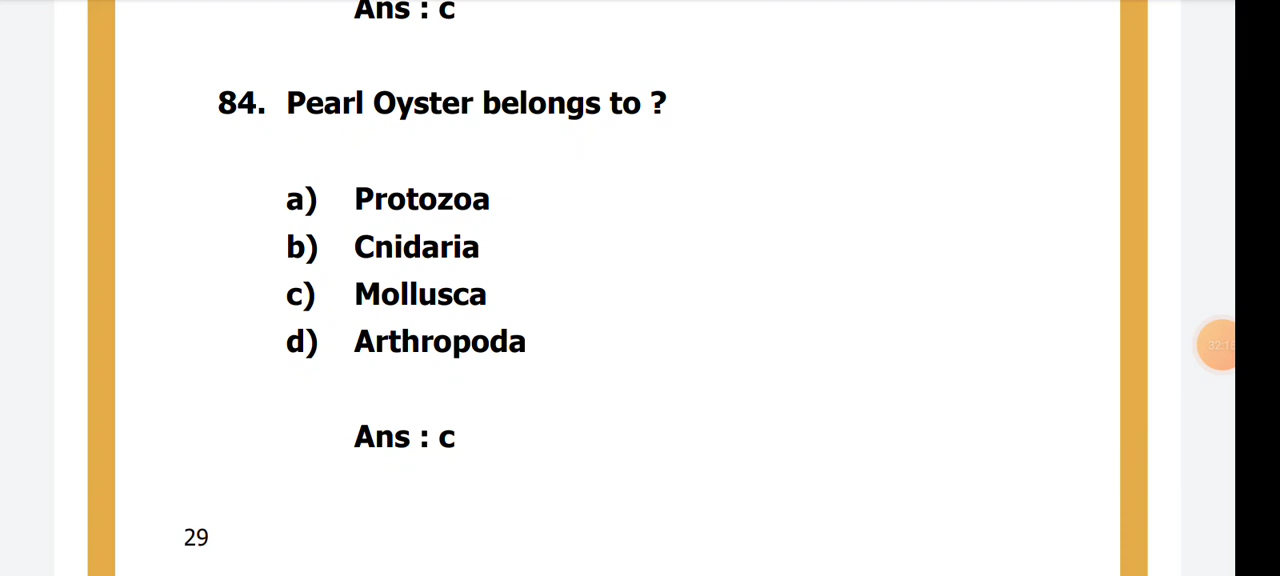 Ans : c
84. Pearl Oyster belongs to ?
a) Protozoa
b) Cnidaria
c) Mollusca
d) Arthropoda
Ans : c
29